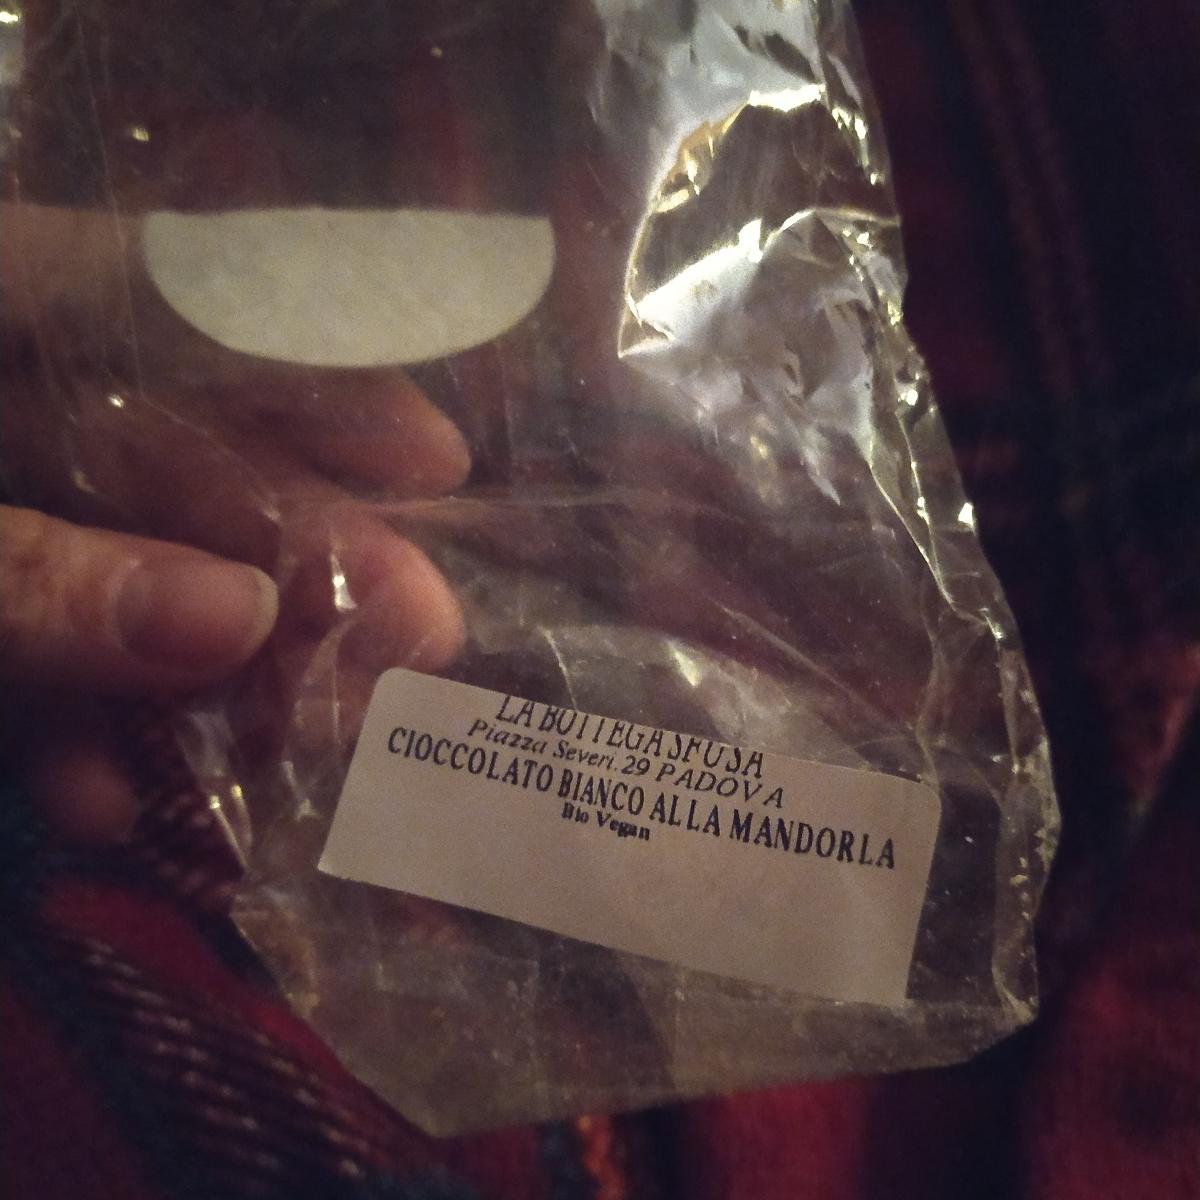 LA BOTTEGA SFUSA
Piazza Severi, 29 PADOVA
CIOCCOLATO BIANCO ALLA MANDORLA
Bio Vegan